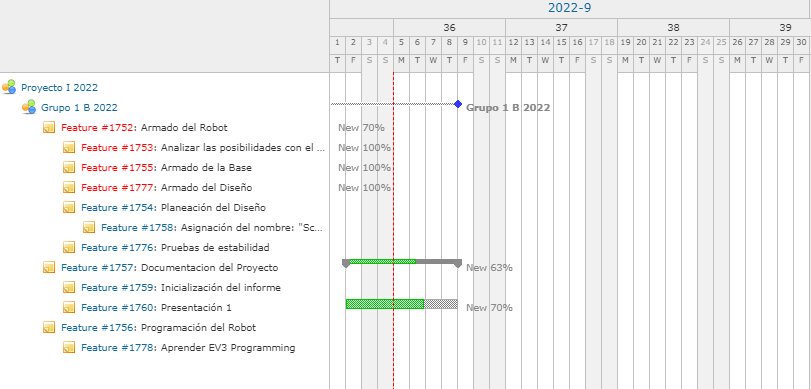 2022-9
36 37 38 39
1 2 3 4 5 6 7 8 9 10 11 12 13 14 15 16 17 18 19 20 21 22 23 24 25 26 27 28 29 30
T F S S M T W T F S S M T W T F S S M T W T F S S M T W T F
Proyecto I 2022
Grupo 1 B 2022 Grupo 1 B 2022
Feature #1752: Armado del Robot New 70%
Feature #1753: Analizar las posibilidades con el ... New 100%
Feature #1755: Armado de la Base New 100%
Feature #1777: Armado del Diseño New 100%
Feature #1754: Planeación del Diseño
Feature #1758: Asignación del nombre: "Sc...
Feature #1776: Pruebas de estabilidad
Feature #1757: Documentacion del Proyecto New 63%
Feature #1759: Inicialización del informe
Feature #1760: Presentación 1 New 70%
Feature #1756: Programación del Robot
Feature #1778: Aprender EV3 Programming